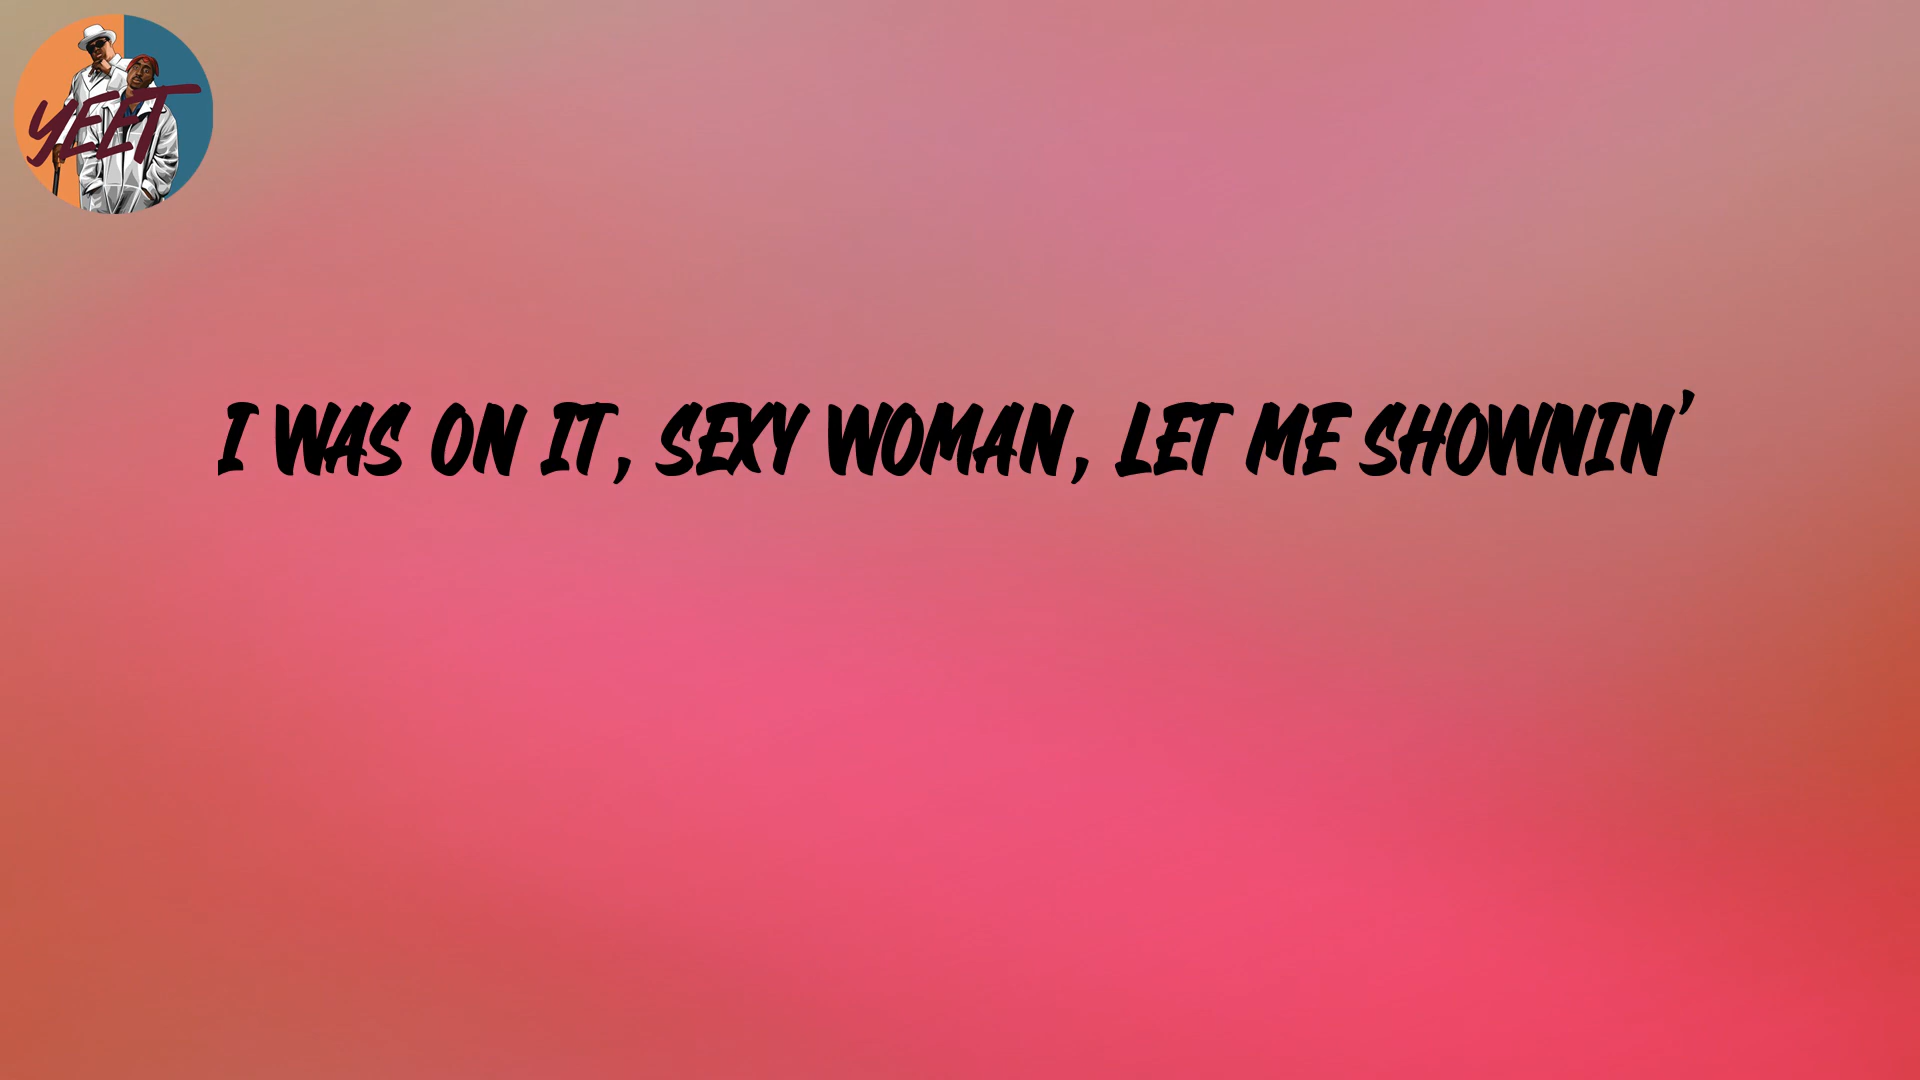 YEET
I WAS ON IT, SEXY WOMAN, LET ME SHOWNIN'